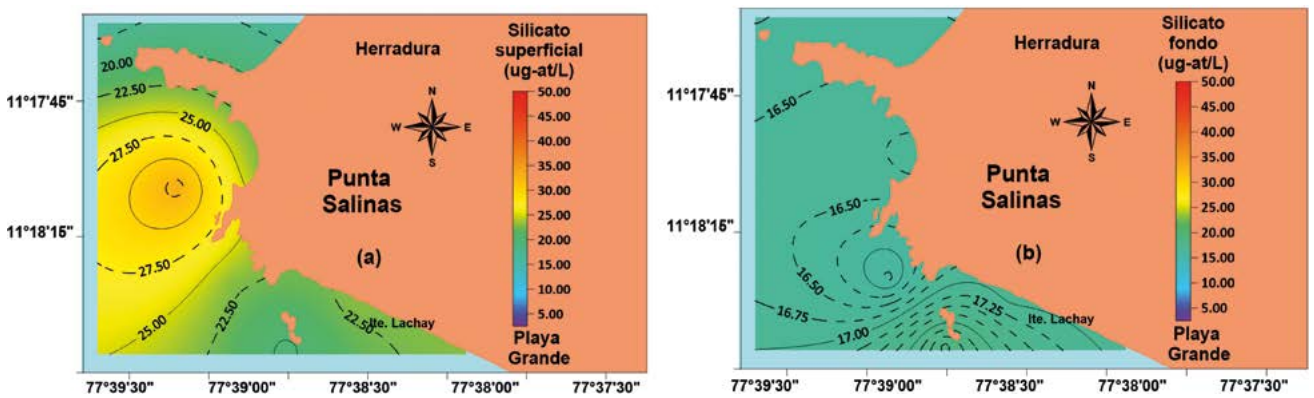 Herradura
Silicato
superficial
(ug-at/L)
50.00
45.00
40.00
35.00
30.00
25.00
20.00
15.00
10.00
5.00
N
W E
S
Punta
Salinas
(a)
20.00
22.50
25.00
27.50
27.50
25.00
22.50
22.50
Ite. Lachay
Playa
Grande
11°17'45"
11°18'15"
77°39'30" 77°39'00" 77°38'30" 77°38'00" 77°37'30"
Herradura
Silicato
fondo
(ug-at/L)
50.00
45.00
40.00
35.00
30.00
25.00
20.00
15.00
10.00
5.00
N
W E
S
Punta
Salinas
(b)
16.50
16.50
16.50
16.75
17.00
17.25
Ite. Lachay
Playa
Grande
11°17'45"
11°18'15"
77°39'30" 77°39'00" 77°38'30" 77°38'00" 77°37'30"